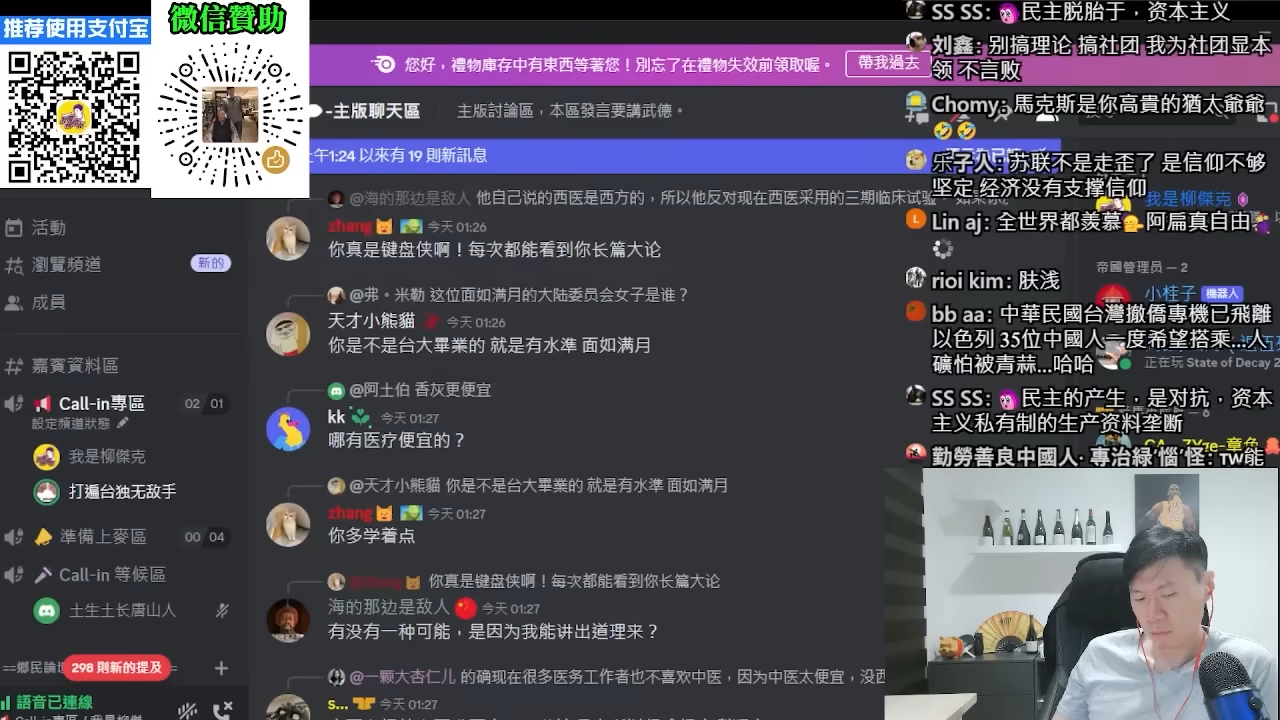 推荐使用支付宝
微信贊助
您好，禮物庫存中有東西等著您！別忘了在禮物失效前領取喔。
帶我過去
-主版聊天區
主版討論區，本區發言要講武德。
午1:24 以來有 19 則新訊息
活動
瀏覽頻道
新的
成員
嘉賓資料區
Call-in專區
02 01
設定頻道狀態
我是柳傑克
打遍台独无敌手
準備上麥區
00 04
Call-in 等候區
土生土长唐山人
==鄉民論壇
298 則新的提及
語音已連線
@海的那边是敌人 他自己说的西医是西方的，所以他反对现在西医采用的三期临床试验
zhang 今天 01:26
你真是键盘侠啊！每次都能看到你长篇大论
@弗。米勒 这位面如满月的大陆委员会女子是谁？
天才小熊貓 今天 01:26
你是不是台大畢業的 就是有水準 面如满月
@阿土伯 香灰更便宜
kk 今天 01:27
哪有医疗便宜的？
@天才小熊貓 你是不是台大畢業的 就是有水準 面如满月
zhang 今天 01:27
你多学着点
你真是键盘侠啊！每次都能看到你长篇大论
海的那边是敌人 今天 01:27
有没有一种可能，是因为我能讲出道理来？
@一颗大杏仁儿 的确现在很多医务工作者也不喜欢中医，因为中医太便宜，没西
s... 今天 01:27
SS SS: 民主脱胎于，资本主义
刘鑫: 别搞理论 搞社团 我为社团显本
领 不言败
Chomy: 馬克斯是你高貴的猶太爺爺
🤣🤣
乐子人: 苏联不是走歪了 是信仰不够
坚定 经济没有支撑信仰
我是柳傑克
Lin aj: 全世界都羡慕阿扁真自由
帝國管理员 — 2
rioi kim: 肤浅
小桂子 機器人
bb aa: 中華民國台灣撤僑專機已飛離
以色列 35位中國人一度希望搭乘...人
礦怕被青蒜...哈哈
正在玩 State of Decay 2
SS SS: 民主的产生，是对抗，资本
主义私有制的生产资料垄断
勤勞善良中國人· 專治綠ˊ惱ˊ怪: tw能